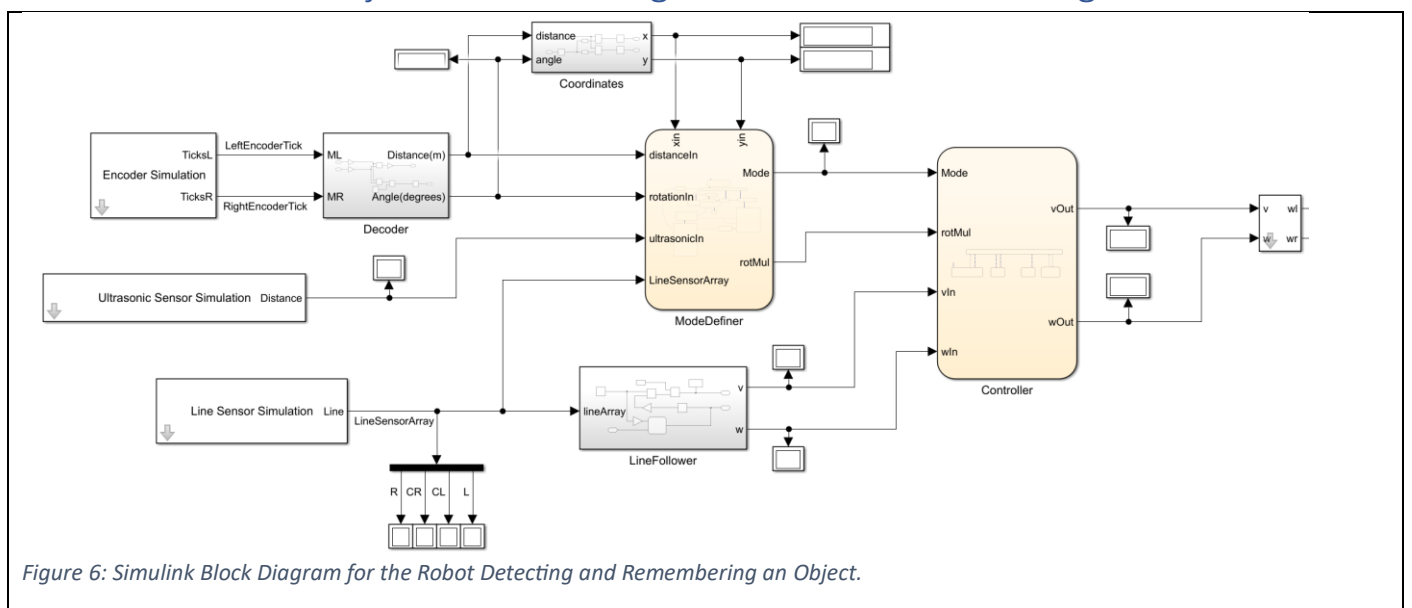 distance
x
angle
y
Coordinates
xin
yin
TicksL
Encoder Simulation
TicksR
LeftEncoderTick
RightEncoderTick
ML
Distance(m)
MR
Angle(degrees)
Decoder
distanceIn
Mode
rotationIn
ultrasonicIn
rotMul
LineSensorArray
ModeDefiner
Mode
vOut
rotMul
vIn
wOut
wIn
Controller
v
wl
w
wr
Ultrasonic Sensor Simulation
Distance
Line Sensor Simulation
Line
LineSensorArray
lineArray
v
w
LineFollower
R
CR
CL
L
Figure 6: Simulink Block Diagram for the Robot Detecting and Remembering an Object.